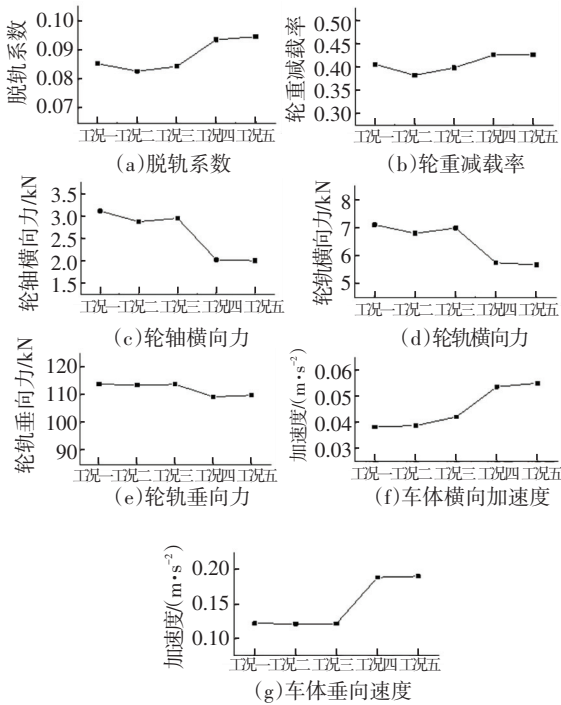 脱轨系数
0.10
0.09
0.08
0.07
工况一 工况二 工况三 工况四 工况五
(a)脱轨系数
轮重减载率
0.50
0.45
0.40
0.35
0.30
工况一 工况二 工况三 工况四 工况五
(b)轮重减载率
轮轴横向力/kN
3.5
3.0
2.5
2.0
1.5
工况一 工况二 工况三 工况四 工况五
(c)轮轴横向力
轮轨横向力/kN
8
7
6
5
工况一 工况二 工况三 工况四 工况五
(d)轮轨横向力
轮轨垂向力/kN
114
110
90
工况一 工况二 工况三 工况四 工况五
(e)轮轨垂向力
加速度/(m·s⁻²)
0.06
0.05
0.04
0.03
工况一 工况二 工况三 工况四 工况五
(f)车体横向加速度
加速度/(m·s⁻²)
0.20
0.15
0.10
工况一 工况二 工况三 工况四 工况五
(g)车体垂向速度